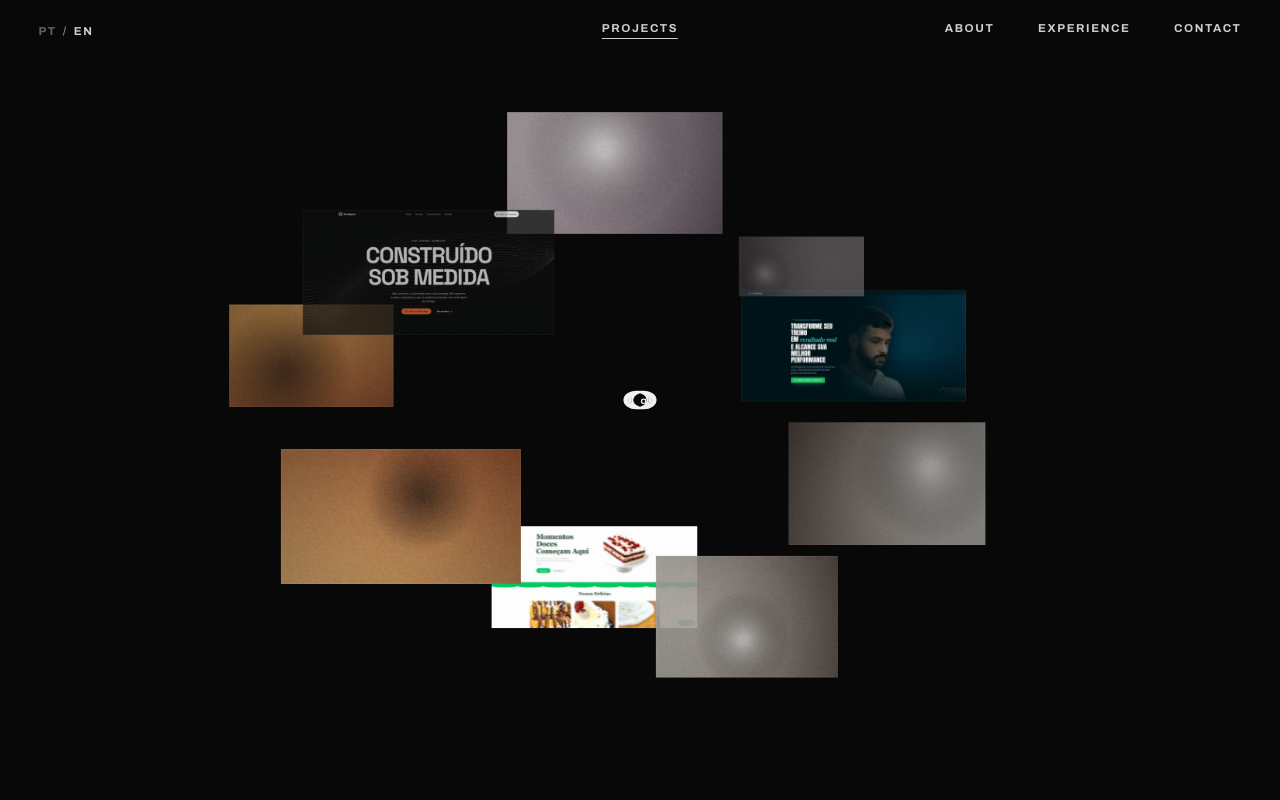 PT / EN
PROJECTS
ABOUT
EXPERIENCE
CONTACT
CONSTRUÍDO
SOB MEDIDA
TRANSFORME SEU
TREINO
EM resultado real
E ALCANCE SUA
MELHOR
PERFORMANCE
Momentos
Doces
Começam Aqui
Nossas Delícias